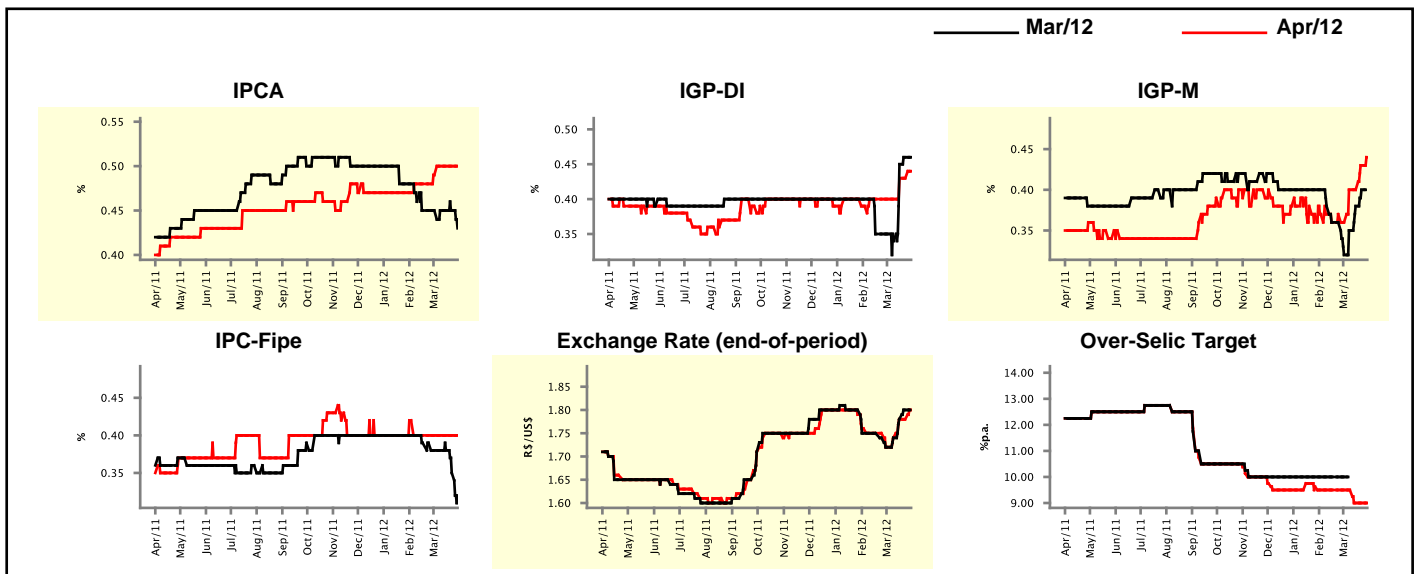 Mar/12 Apr/12
IPCA
%
0.55
0.50
0.45
0.40
Apr/11 May/11 Jun/11 Jul/11 Aug/11 Sep/11 Oct/11 Nov/11 Dec/11 Jan/12 Feb/12 Mar/12
IGP-DI
%
0.50
0.45
0.40
0.35
Apr/11 May/11 Jun/11 Jul/11 Aug/11 Sep/11 Oct/11 Nov/11 Dec/11 Jan/12 Feb/12 Mar/12
IGP-M
%
0.45
0.40
0.35
Apr/11 May/11 Jun/11 Jul/11 Aug/11 Sep/11 Oct/11 Nov/11 Dec/11 Jan/12 Feb/12 Mar/12
IPC-Fipe
%
0.45
0.40
0.35
Apr/11 May/11 Jun/11 Jul/11 Aug/11 Sep/11 Oct/11 Nov/11 Dec/11 Jan/12 Feb/12 Mar/12
Exchange Rate (end-of-period)
R$/US$
1.85
1.80
1.75
1.70
1.65
1.60
Apr/11 May/11 Jun/11 Jul/11 Aug/11 Sep/11 Oct/11 Nov/11 Dec/11 Jan/12 Feb/12 Mar/12
Over-Selic Target
%p.a.
14.00
13.00
12.00
11.00
10.00
9.00
Apr/11 May/11 Jun/11 Jul/11 Aug/11 Sep/11 Oct/11 Nov/11 Dec/11 Jan/12 Feb/12 Mar/12